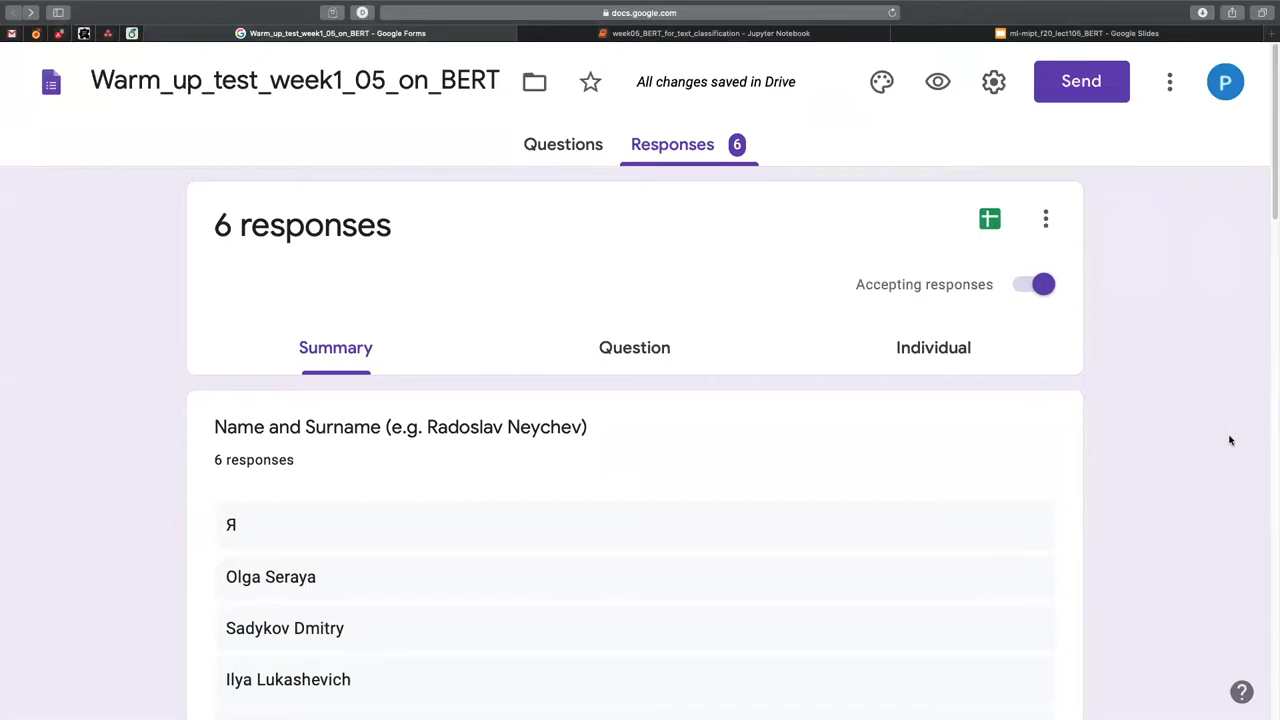 docs.google.com
Warm_up_test_week1_05_on_BERT - Google Forms
week05_BERT_for_text_classification - Jupyter Notebook
ml-mipt_f20_lect105_BERT - Google Slides
Warm_up_test_week1_05_on_BERT
All changes saved in Drive
Send
P
Questions
Responses 6
6 responses
Accepting responses
Summary
Question
Individual
Name and Surname (e.g. Radoslav Neychev)
6 responses
Я
Olga Seraya
Sadykov Dmitry
Ilya Lukashevich